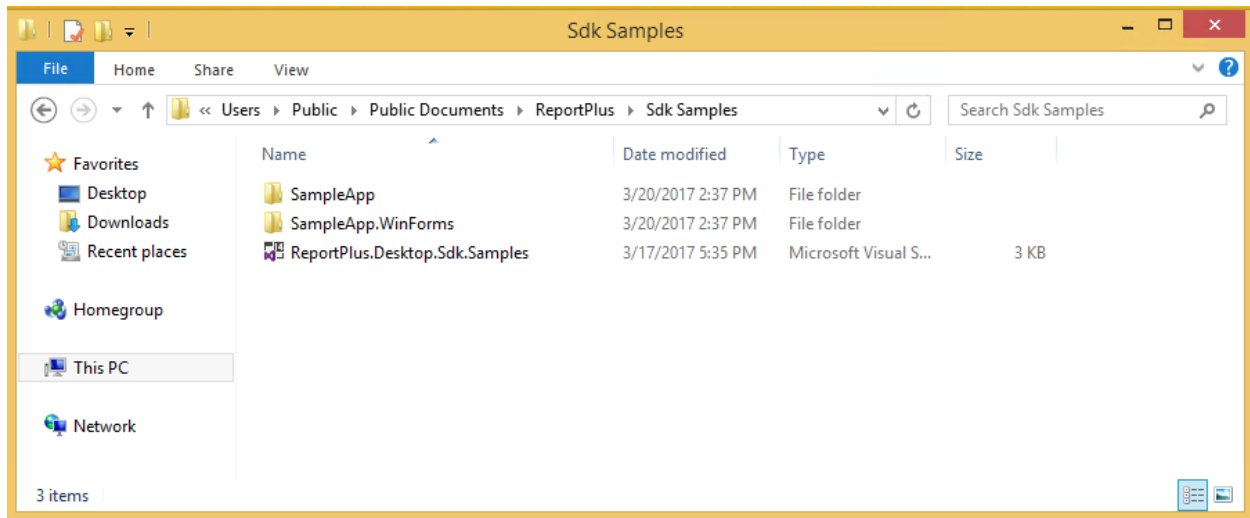 Sdk Samples
File Home Share View
« Users Public Public Documents ReportPlus Sdk Samples Search Sdk Samples
Name Date modified Type Size
Favorites
Desktop
Downloads
Recent places
Homegroup
This PC
Network
SampleApp 3/20/2017 2:37 PM File folder
SampleApp.WinForms 3/20/2017 2:37 PM File folder
ReportPlus.Desktop.Sdk.Samples 3/17/2017 5:35 PM Microsoft Visual S... 3 KB
3 items